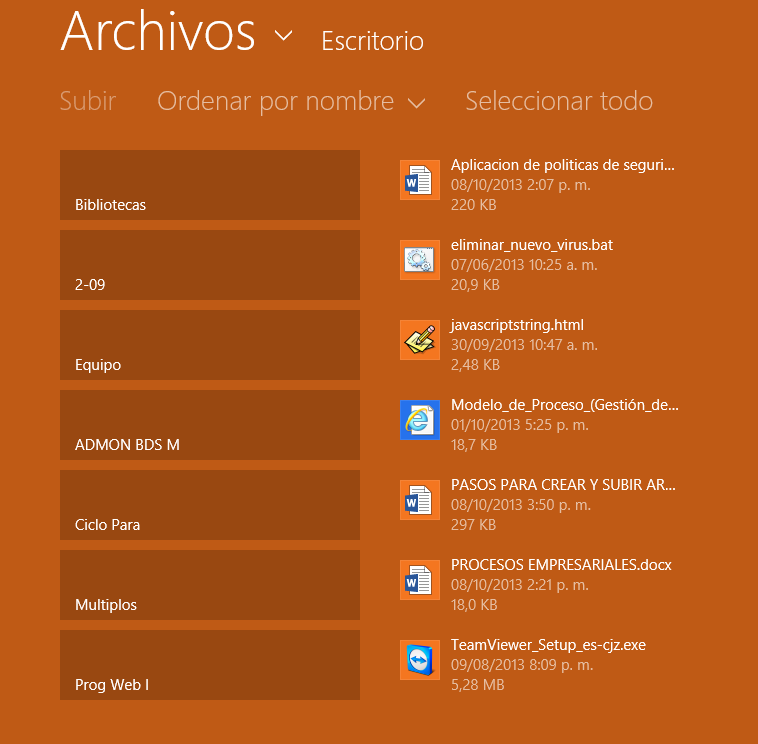 Archivos
Escritorio
Subir
Ordenar por nombre
Seleccionar todo
Bibliotecas
2-09
Equipo
ADMON BDS M
Ciclo Para
Multiplos
Prog Web I
Aplicacion de politicas de seguri...
08/10/2013 2:07 p. m.
220 KB
eliminar_nuevo_virus.bat
07/06/2013 10:25 a. m.
20,9 KB
javascriptstring.html
30/09/2013 10:47 a. m.
2,48 KB
Modelo_de_Proceso_(Gestión_de...
01/10/2013 5:25 p. m.
18,7 KB
PASOS PARA CREAR Y SUBIR AR...
08/10/2013 3:50 p. m.
297 KB
PROCESOS EMPRESARIALES.docx
08/10/2013 2:21 p. m.
18,0 KB
TeamViewer_Setup_es-cjz.exe
09/08/2013 8:09 p. m.
5,28 MB